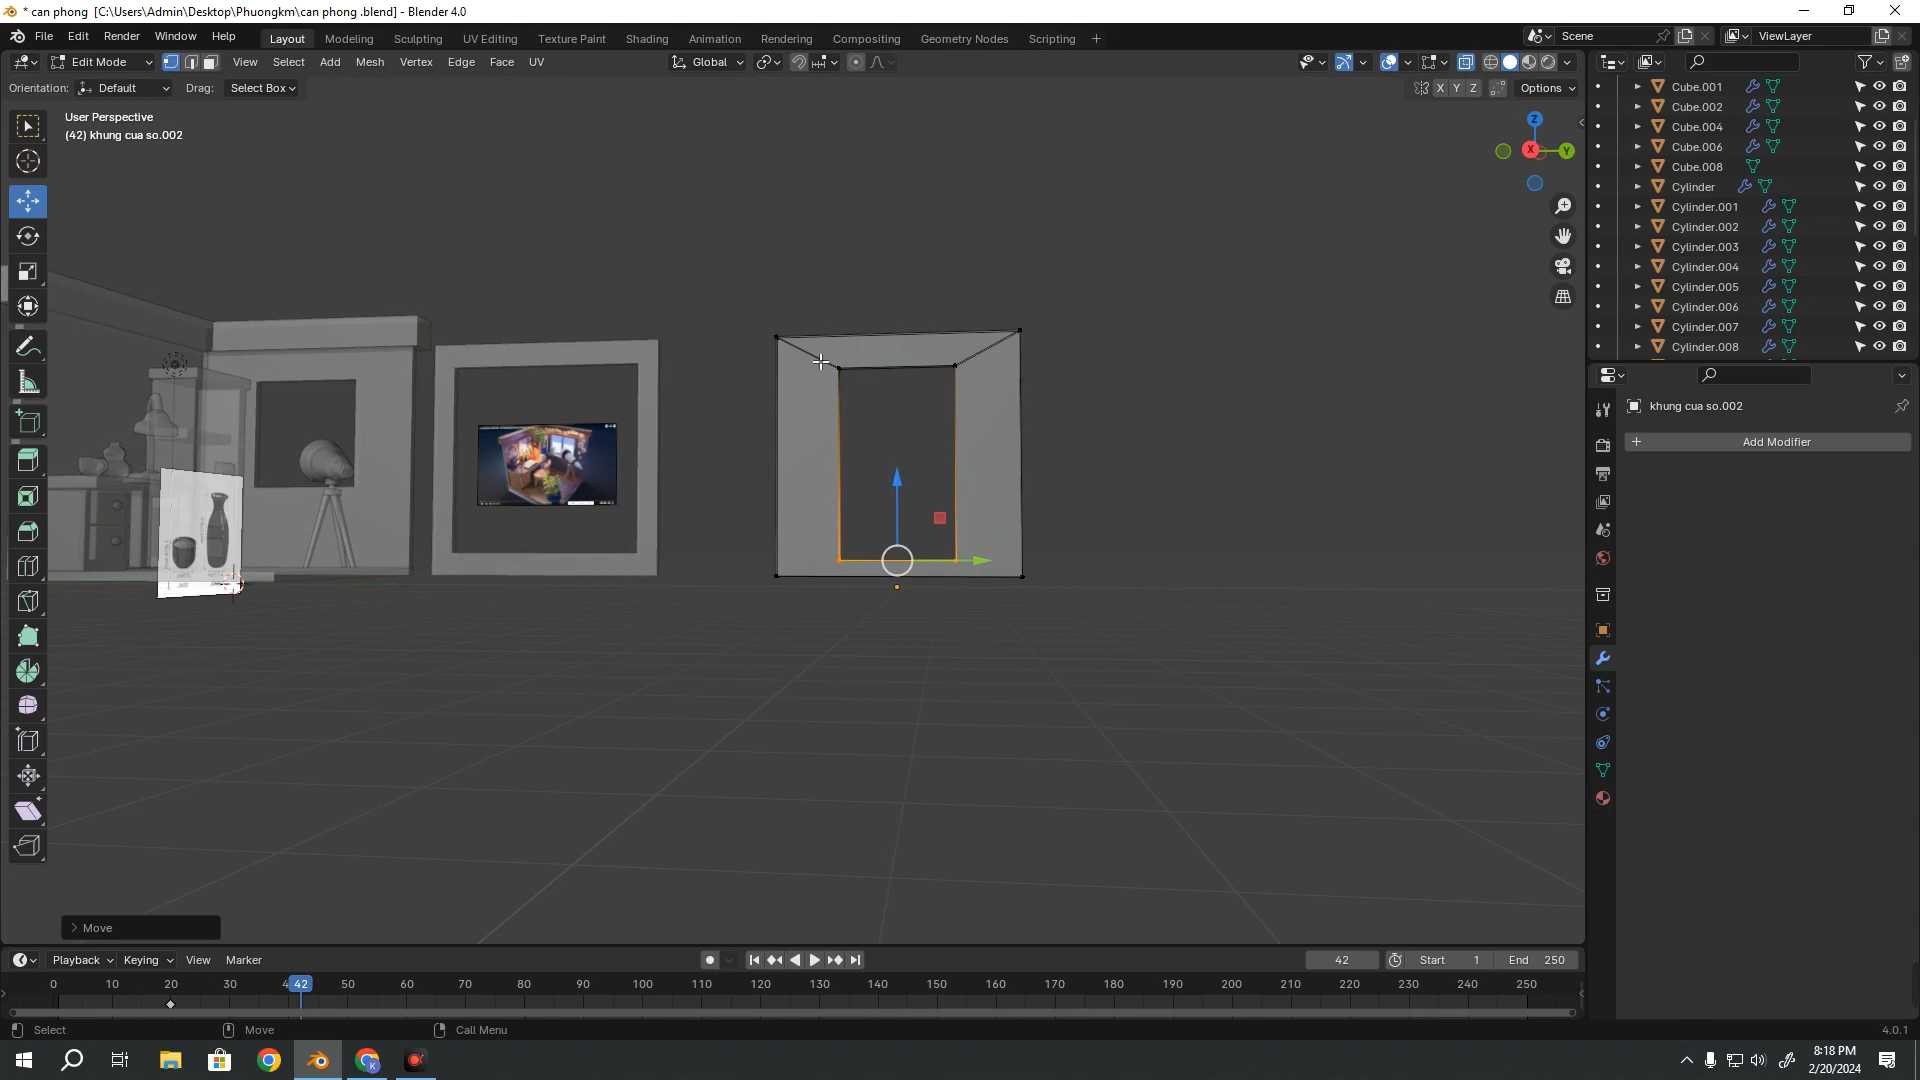 * can phong  [C:\Users\Admin\Desktop\Phuongkm\can phong .blend] - Blender 4.0
File Edit Render Window Help Layout Modeling Sculpting UV Editing Texture Paint Shading Animation Rendering Compositing Geometry Nodes Scripting + Scene ViewLayer
Edit Mode View Select Add Mesh Vertex Edge Face UV Global
Orientation: Default Drag: Select Box X Y Z Options
User Perspective
(42) khung cua so.002
Z
X
Y
Cube.001
Cube.002
Cube.004
Cube.006
Cube.008
Cylinder
Cylinder.001
Cylinder.002
Cylinder.003
Cylinder.004
Cylinder.005
Cylinder.006
Cylinder.007
Cylinder.008
khung cua so.002
+ Add Modifier
> Move
Playback Keying View Marker 42 Start 1 End 250
0 10 20 30 42 50 60 70 80 90 100 110 120 130 140 150 160 170 180 190 200 210 220 230 240 250
Select Move Call Menu 4.0.1
K
8:18 PM
2/20/2024